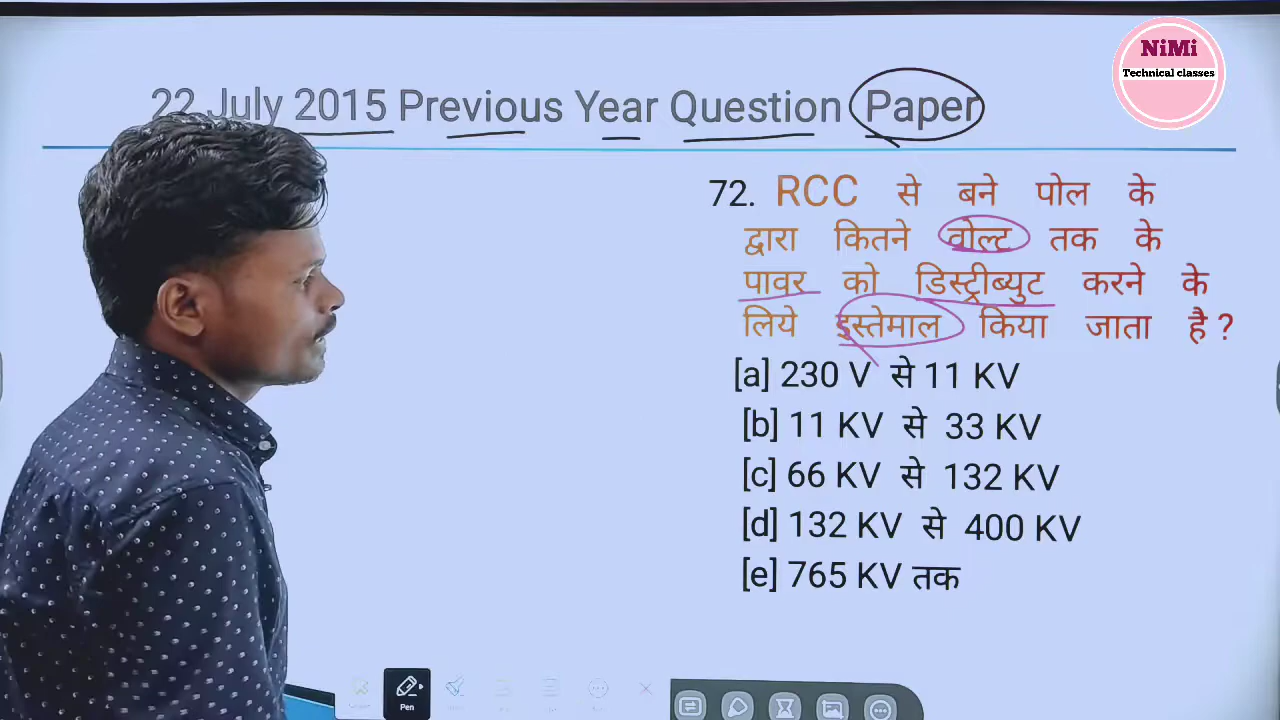 NiMi
Technical classes
22 July 2015 Previous Year Question Paper
72. RCC से बने पोल के
द्वारा कितने वोल्ट तक के
पावर को डिस्ट्रीब्युट करने के
लिये इस्तेमाल किया जाता है ?
[a] 230 V से 11 KV
[b] 11 KV से 33 KV
[c] 66 KV से 132 KV
[d] 132 KV से 400 KV
[e] 765 KV तक
Pen